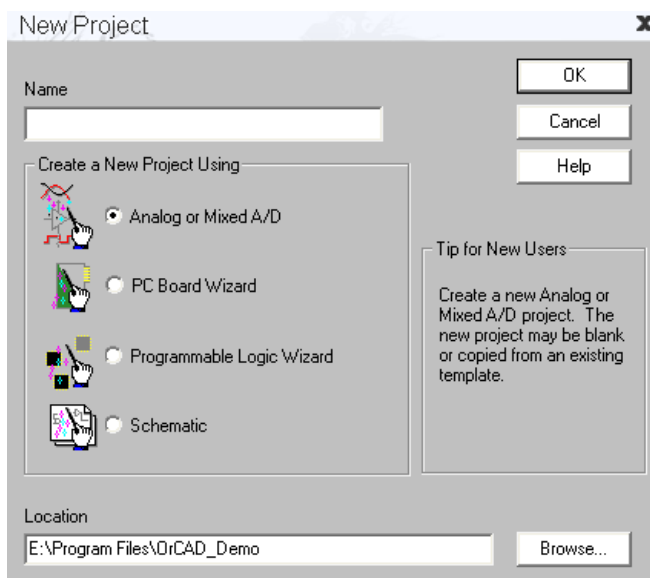 New Project
Name
OK
Cancel
Help
Create a New Project Using
Analog or Mixed A/D
PC Board Wizard
Programmable Logic Wizard
Schematic
Tip for New Users
Create a new Analog or
Mixed A/D project. The
new project may be blank
or copied from an existing
template.
Location
E:\Program Files\OrCAD_Demo
Browse...